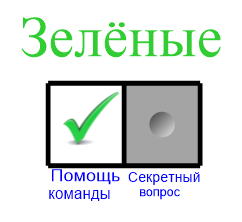 Зелёные
Помощь Секретный
команды вопрос